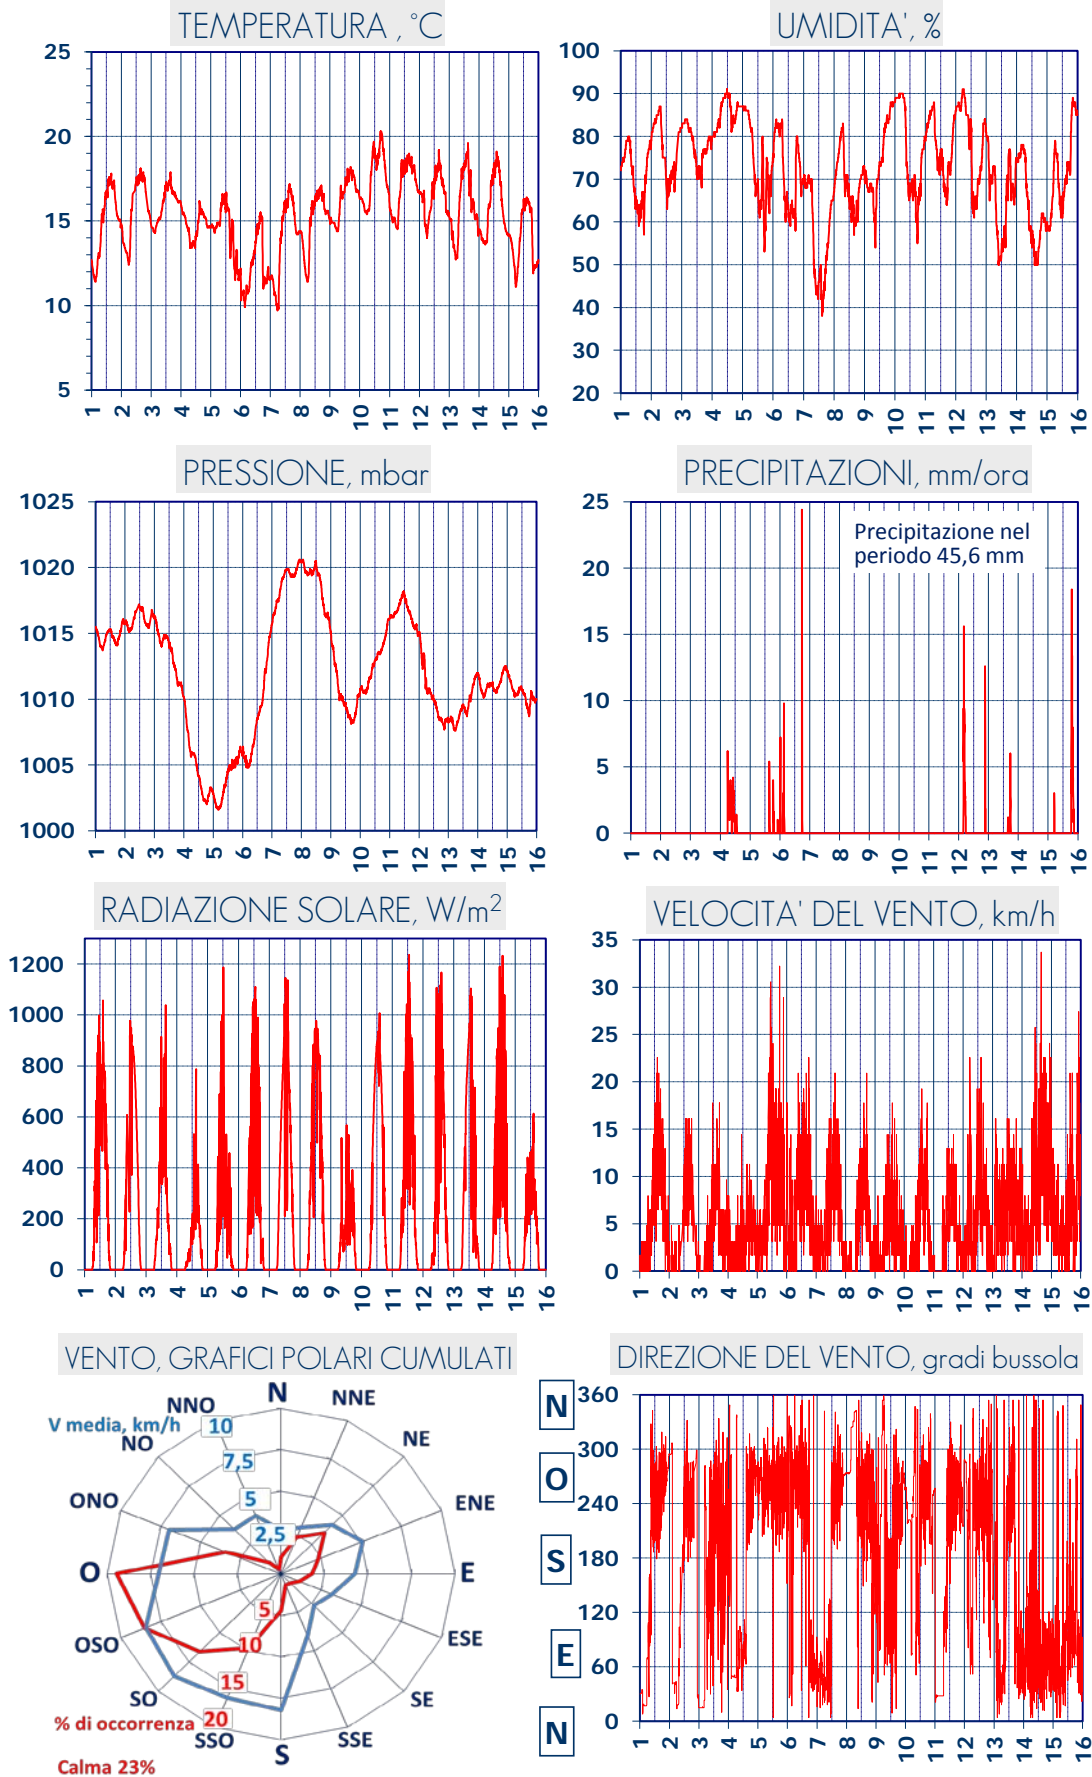 TEMPERATURA , °C
25
20
15
10
5
1 2 3 4 5 6 7 8 9 10 11 12 13 14 15 16
UMIDITA', %
100
90
80
70
60
50
40
30
20
1 2 3 4 5 6 7 8 9 10 11 12 13 14 15 16
PRESSIONE, mbar
1025
1020
1015
1010
1005
1000
1 2 3 4 5 6 7 8 9 10 11 12 13 14 15 16
PRECIPITAZIONI, mm/ora
25
20
15
10
5
0
Precipitazione nel
periodo 45,6 mm
1 2 3 4 5 6 7 8 9 10 11 12 13 14 15 16
RADIAZIONE SOLARE, W/m²
1200
1000
800
600
400
200
0
1 2 3 4 5 6 7 8 9 10 11 12 13 14 15 16
VELOCITA' DEL VENTO, km/h
35
30
25
20
15
10
5
0
1 2 3 4 5 6 7 8 9 10 11 12 13 14 15 16
VENTO, GRAFICI POLARI CUMULATI
N
NNE
NE
ENE
E
ESE
SE
SSE
S
SSO
SO
OSO
O
ONO
NO
NNO
V media, km/h
10
7,5
5
2,5
5
10
15
20
% di occorrenza
Calma 23%
DIREZIONE DEL VENTO, gradi bussola
N
O
S
E
N
360
300
240
180
120
60
0
1 2 3 4 5 6 7 8 9 10 11 12 13 14 15 16